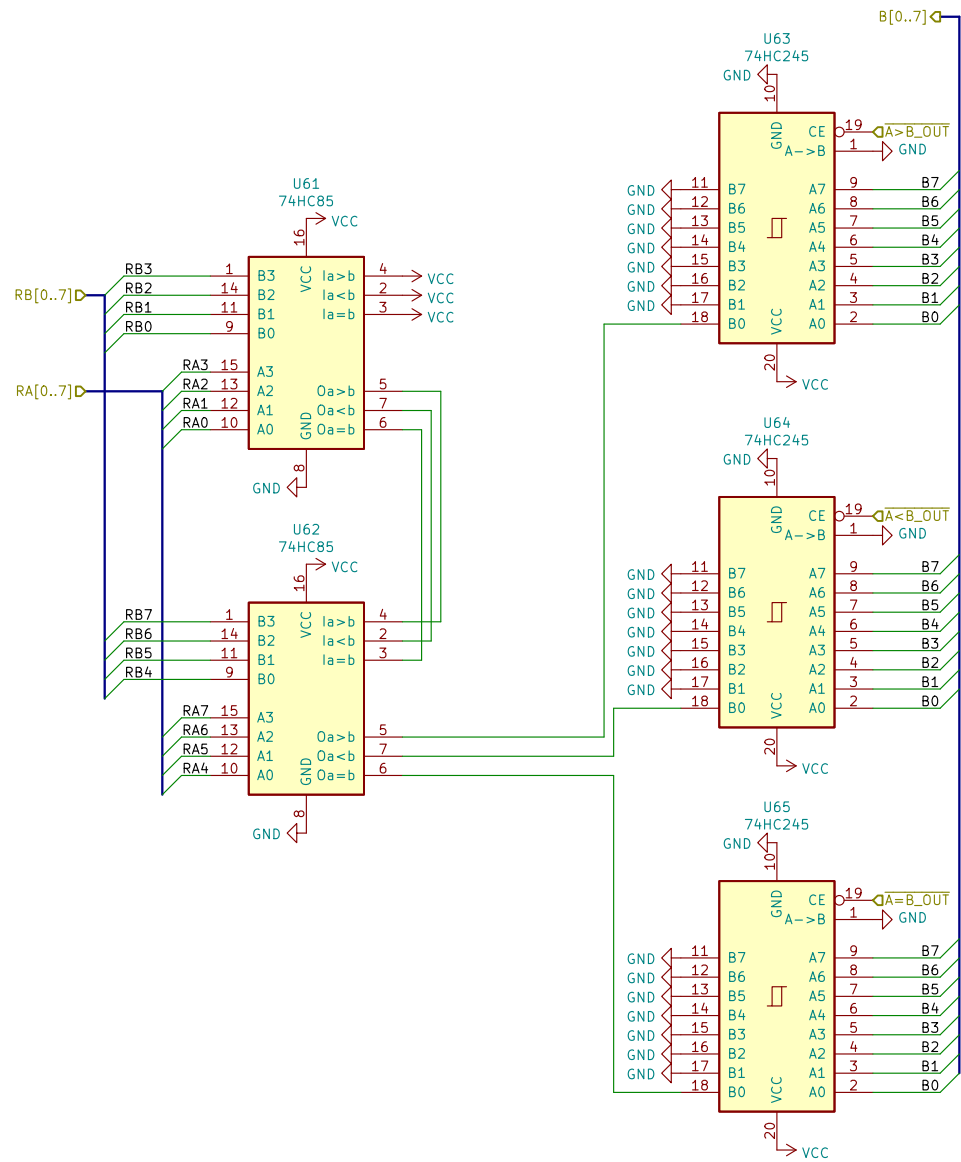 B[0..7]
U63
74HC245
GND
10
GND
CE 19 A>B_OUT
A->B 1 GND
GND 11 B7 A7 9 B7
GND 12 B6 A6 8 B6
GND 13 B5 A5 7 B5
GND 14 B4 A4 6 B4
GND 15 B3 A3 5 B3
GND 16 B2 A2 4 B2
GND 17 B1 A1 3 B1
18 B0 A0 2 B0
VCC
20
VCC
U61
74HC85
VCC
16
VCC
RB[0..7]
RB3 1 B3 Ia>b 4 VCC
RB2 14 B2 Ia<b 2 VCC
RB1 11 B1 Ia=b 3 VCC
RB0 9 B0
RA[0..7]
RA3 15 A3
RA2 13 A2 Oa>b 5
RA1 12 A1 Oa<b 7
RA0 10 A0 Oa=b 6
GND
8
GND
U62
74HC85
VCC
16
VCC
RB7 1 B3 Ia>b 4
RB6 14 B2 Ia<b 2
RB5 11 B1 Ia=b 3
RB4 9 B0
RA7 15 A3
RA6 13 A2 Oa>b 5
RA5 12 A1 Oa<b 7
RA4 10 A0 Oa=b 6
GND
8
GND
U64
74HC245
GND
10
GND
CE 19 A<B_OUT
A->B 1 GND
GND 11 B7 A7 9 B7
GND 12 B6 A6 8 B6
GND 13 B5 A5 7 B5
GND 14 B4 A4 6 B4
GND 15 B3 A3 5 B3
GND 16 B2 A2 4 B2
GND 17 B1 A1 3 B1
18 B0 A0 2 B0
VCC
20
VCC
U65
74HC245
GND
10
GND
CE 19 A=B_OUT
A->B 1 GND
GND 11 B7 A7 9 B7
GND 12 B6 A6 8 B6
GND 13 B5 A5 7 B5
GND 14 B4 A4 6 B4
GND 15 B3 A3 5 B3
GND 16 B2 A2 4 B2
GND 17 B1 A1 3 B1
18 B0 A0 2 B0
VCC
20
VCC